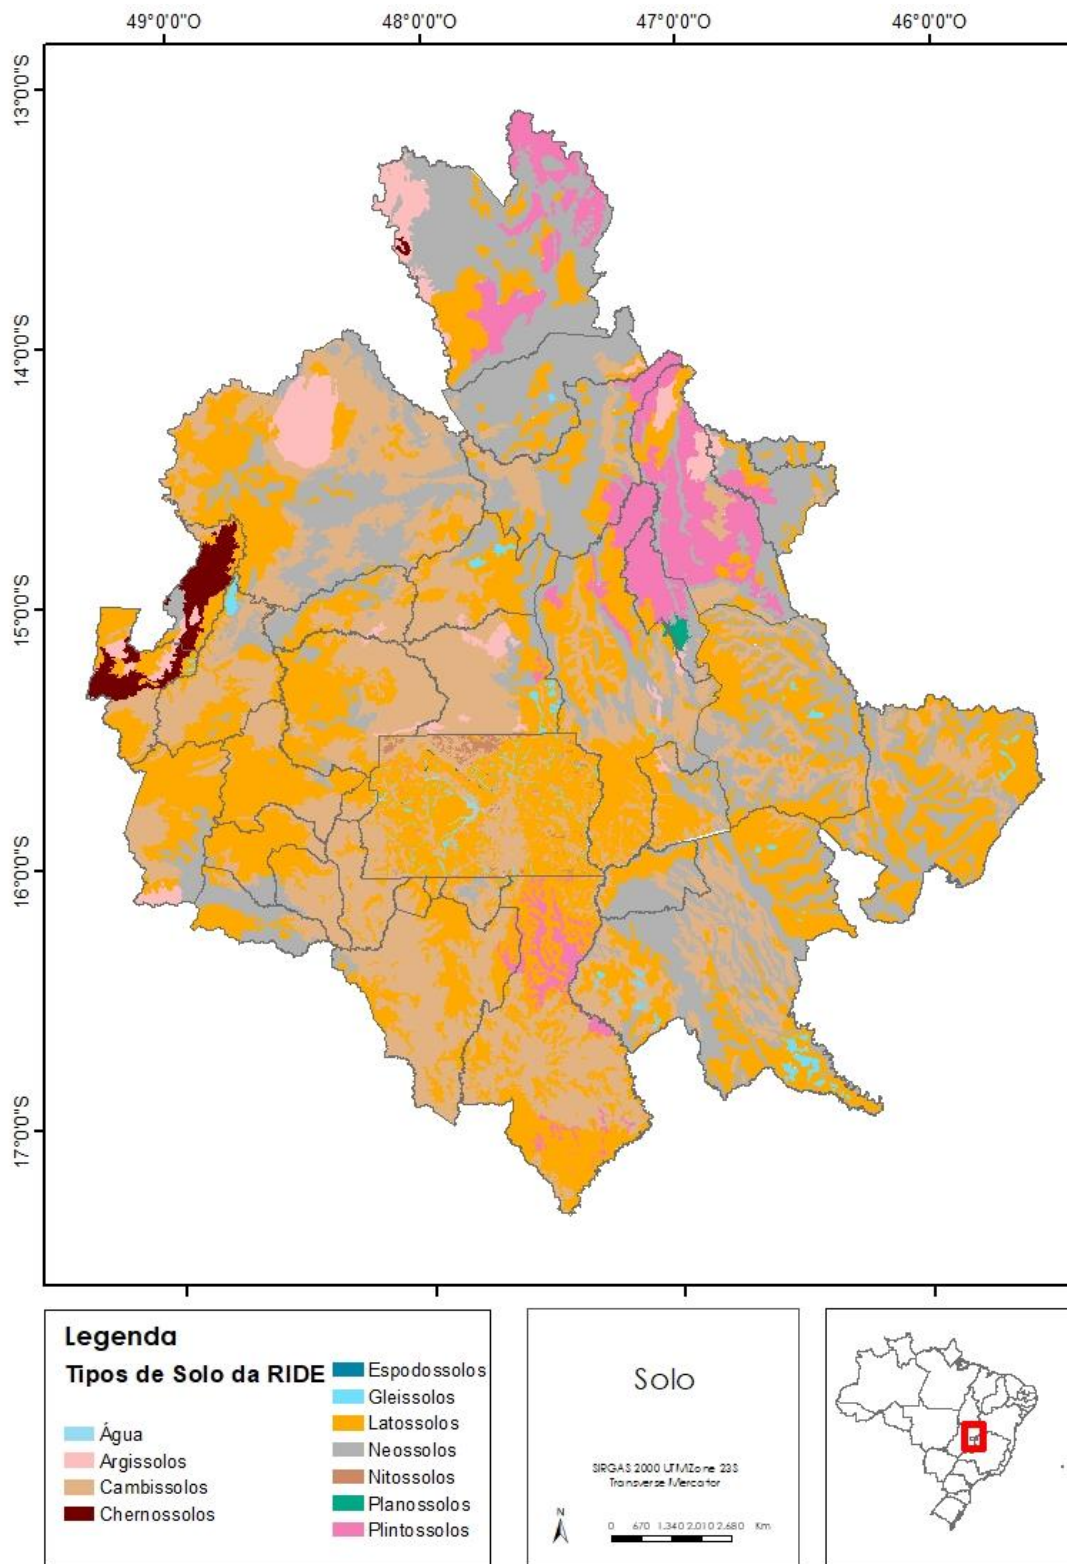 49°0'0"O 48°0'0"O 47°0'0"O 46°0'0"O
13°0'0"S
14°0'0"S
15°0'0"S
16°0'0"S
17°0'0"S
Legenda
Tipos de Solo da RIDE
Água
Argissolos
Cambissolos
Chernossolos
Espodossolos
Gleissolos
Latossolos
Neossolos
Nitossolos
Planossolos
Plintossolos
Solo
SIRGAS 2000 UTM Zone 23S
Transverse Mercator
N
0 670 1.340 2.010 2.680 Km